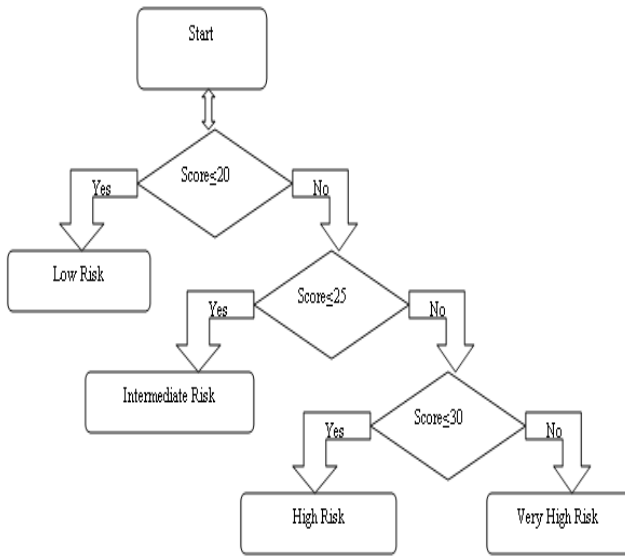 Start
Score≤20
Yes
No
Low Risk
Score≤25
Yes
No
Intermediate Risk
Score≤30
Yes
No
High Risk
Very High Risk